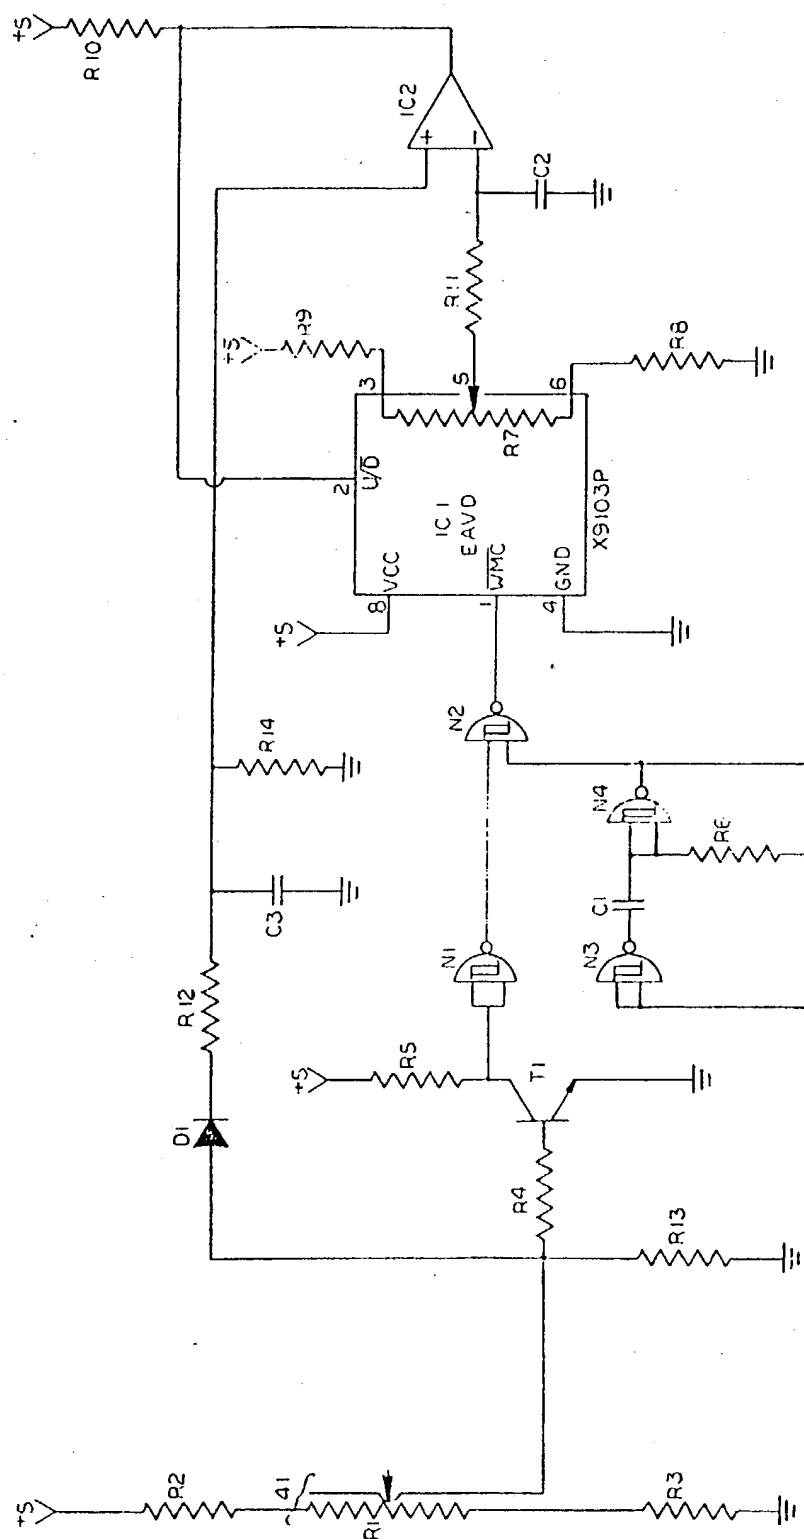 +5
R2
41
R1
R3
D1
R12
C3
R14
+5
R10
R13
R4
T1
+5
R5
N1
N2
N3
C1
N4
R6
+5
8
VCC
1
WMC
4
GND
2
U/D
IC1
EAVD
X9103P
3
5
6
R7
+5
R9
R8
R11
C2
IC2
+
−